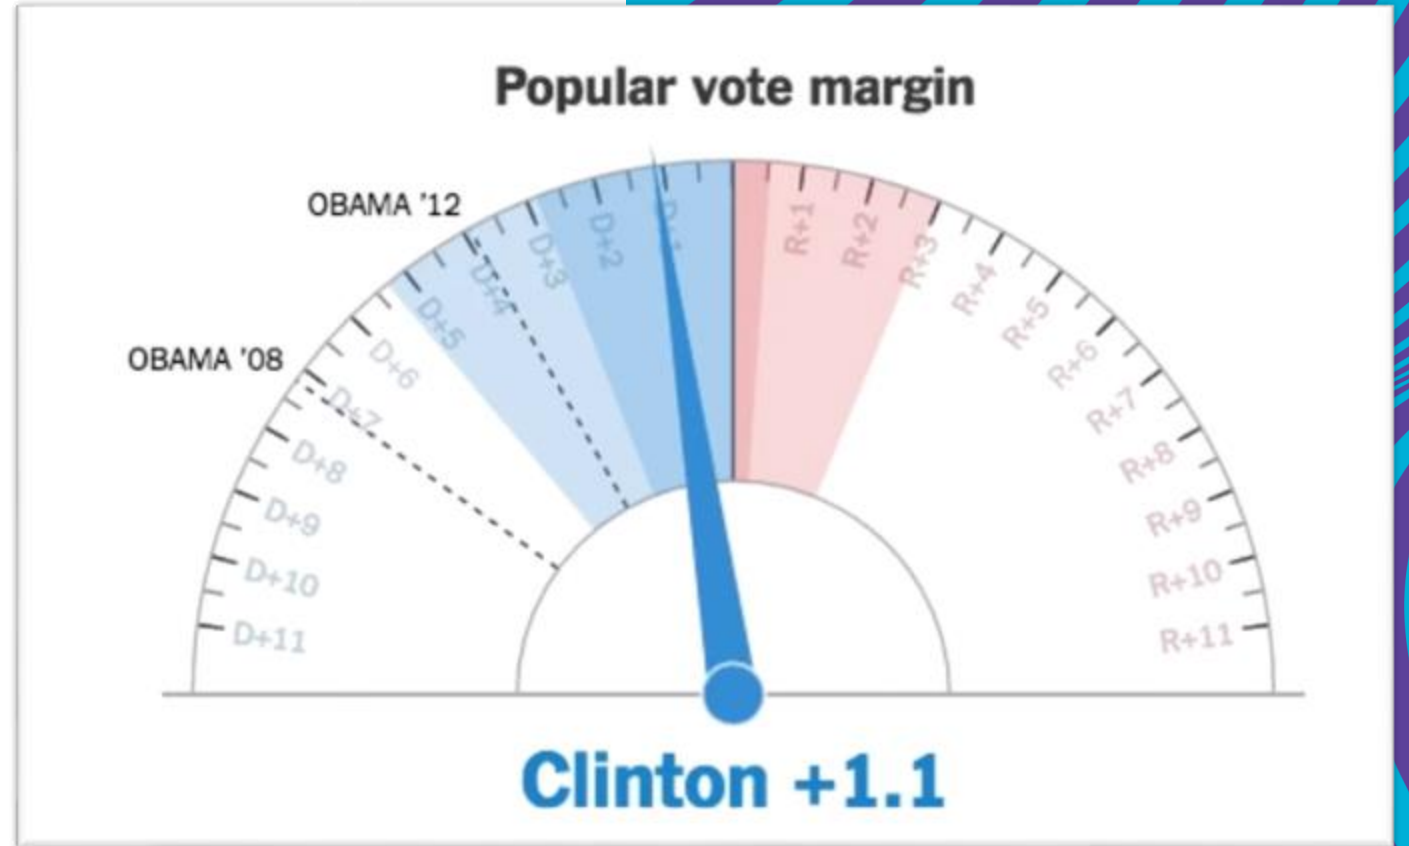 Popular vote margin
OBAMA '12
OBAMA '08
D+11
D+10
D+9
D+8
D+7
D+6
D+5
D+4
D+3
D+2
D+1
R+1
R+2
R+3
R+4
R+5
R+6
R+7
R+8
R+9
R+10
R+11
Clinton +1.1